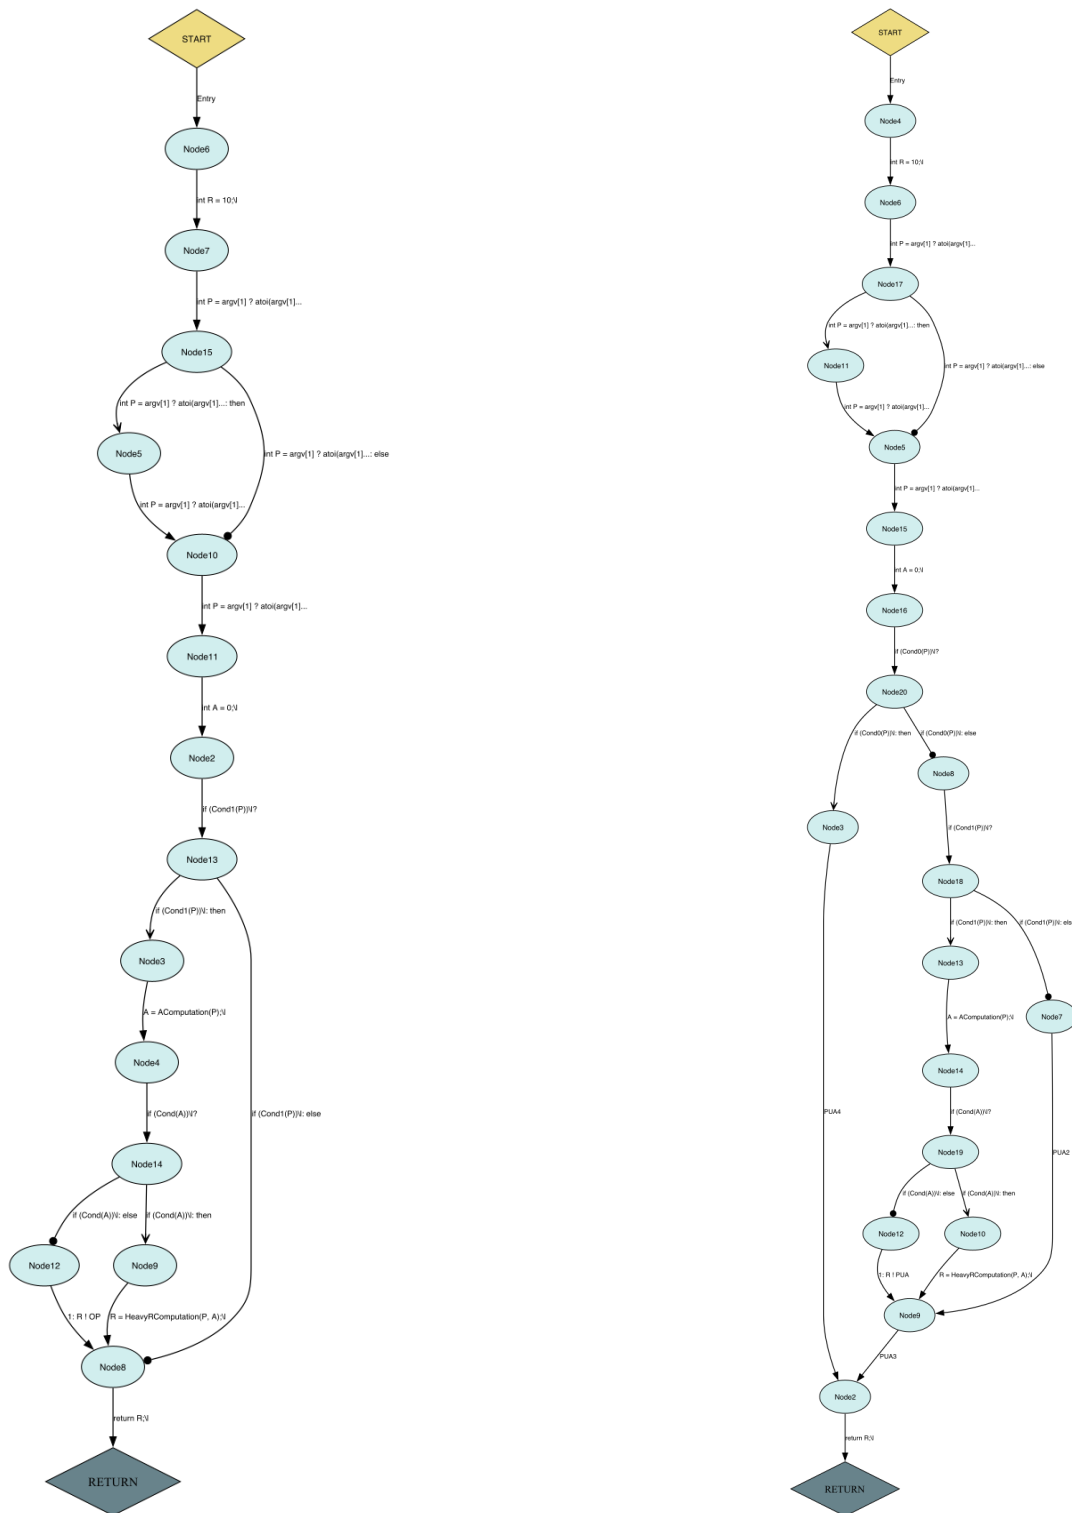 START
Entry
Node6
int R = 10;\l
Node7
int P = argv[1] ? atoi(argv[1]...
Node15
int P = argv[1] ? atoi(argv[1]...: then
Node5
int P = argv[1] ? atoi(argv[1]...: else
int P = argv[1] ? atoi(argv[1]...
Node10
int P = argv[1] ? atoi(argv[1]...
Node11
int A = 0;\l
Node2
if (Cond1(P))\l?
Node13
if (Cond1(P))\l: then
Node3
A = AComputation(P);\l
Node4
if (Cond(A))\l?
if (Cond1(P))\l: else
Node14
if (Cond(A))\l: else
if (Cond(A))\l: then
Node12
Node9
1: R ! OP
R = HeavyRComputation(P, A);\l
Node8
return R;\l
RETURN
START
Entry
Node4
int R = 10;\l
Node6
int P = argv[1] ? atoi(argv[1]...
Node17
int P = argv[1] ? atoi(argv[1]...: then
Node11
int P = argv[1] ? atoi(argv[1]...: else
int P = argv[1] ? atoi(argv[1]...
Node5
int P = argv[1] ? atoi(argv[1]...
Node15
int A = 0;\l
Node16
if (Cond0(P))\l?
Node20
if (Cond0(P))\l: then
if (Cond0(P))\l: else
Node8
Node3
if (Cond1(P))\l?
Node18
if (Cond1(P))\l: then
if (Cond1(P))\l: els
Node13
Node7
A = AComputation(P);\l
Node14
PUA4
if (Cond(A))\l?
Node19
PUA2
if (Cond(A))\l: else
if (Cond(A))\l: then
Node12
Node10
1: R ! PUA
R = HeavyRComputation(P, A);\l
Node9
PUA3
Node2
return R;\l
RETURN